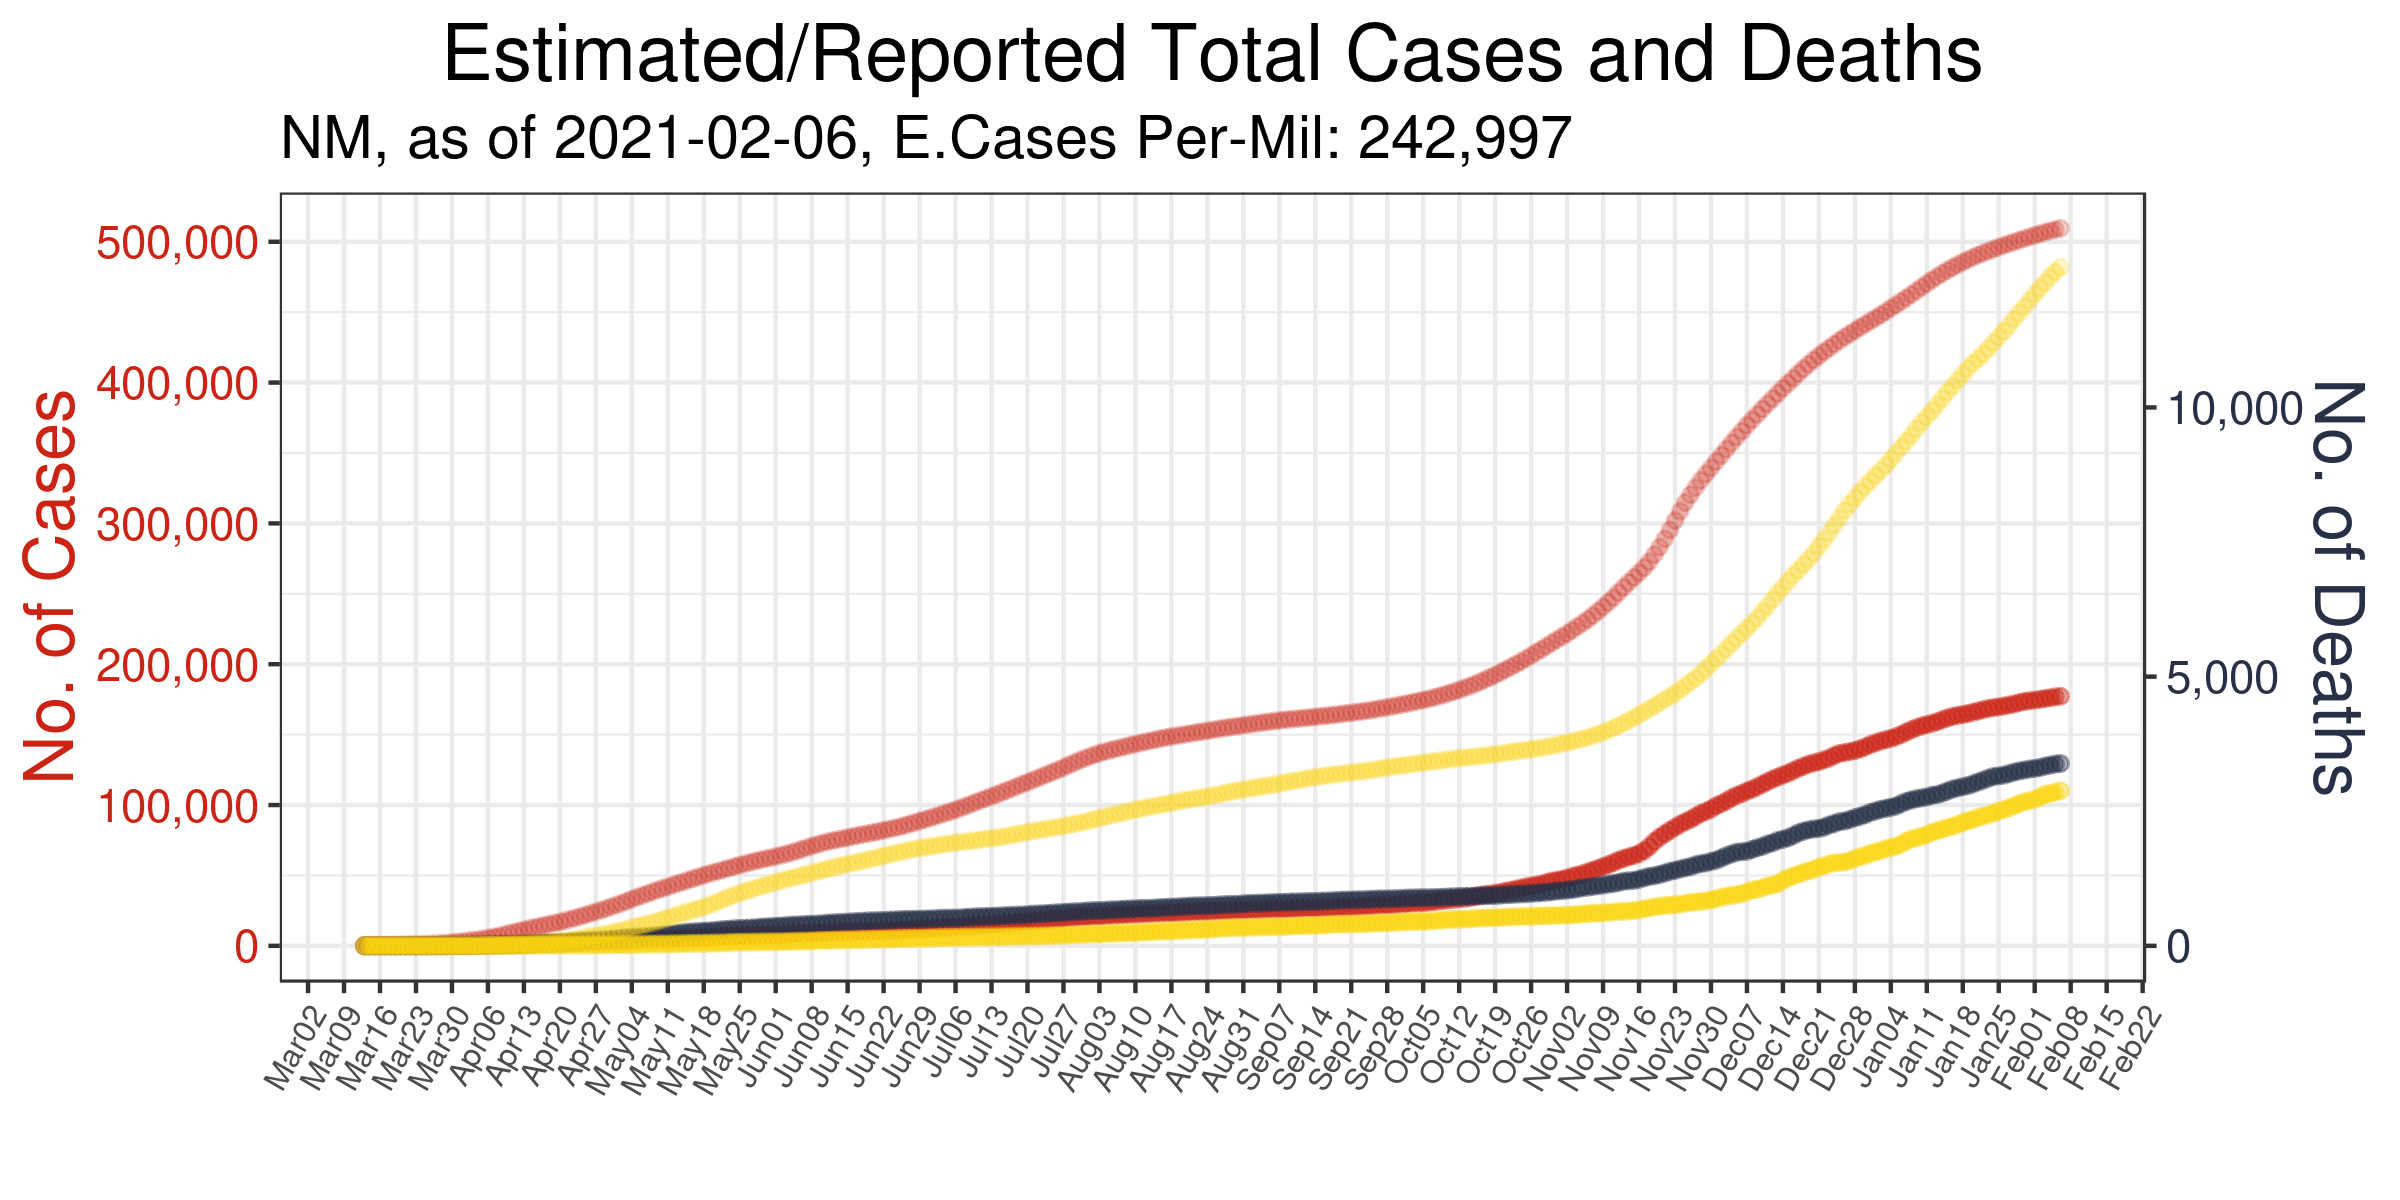 Estimated/Reported Total Cases and Deaths
NM, as of 2021-02-06, E.Cases Per-Mil: 242,997
No. of Cases
500,000
400,000
300,000
200,000
100,000
0
10,000
5,000
0
No. of Deaths
Mar02
Mar09
Mar16
Mar23
Mar30
Apr06
Apr13
Apr20
Apr27
May04
May11
May18
May25
Jun01
Jun08
Jun15
Jun22
Jun29
Jul06
Jul13
Jul20
Jul27
Aug03
Aug10
Aug17
Aug24
Aug31
Sep07
Sep14
Sep21
Sep28
Oct05
Oct12
Oct19
Oct26
Nov02
Nov09
Nov16
Nov23
Nov30
Dec07
Dec14
Dec21
Dec28
Jan04
Jan11
Jan18
Jan25
Feb01
Feb08
Feb15
Feb22